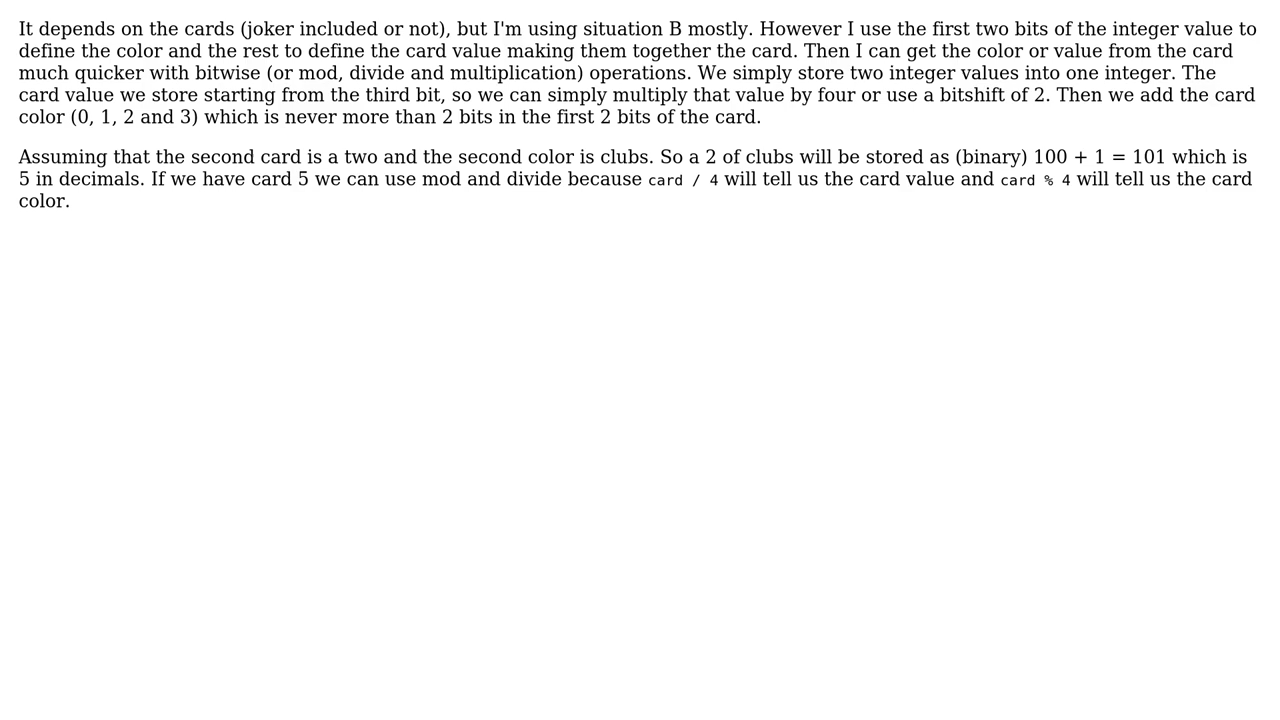 It depends on the cards (joker included or not), but I'm using situation B mostly. However I use the first two bits of the integer value to
define the color and the rest to define the card value making them together the card. Then I can get the color or value from the card
much quicker with bitwise (or mod, divide and multiplication) operations. We simply store two integer values into one integer. The
card value we store starting from the third bit, so we can simply multiply that value by four or use a bitshift of 2. Then we add the card
color (0, 1, 2 and 3) which is never more than 2 bits in the first 2 bits of the card.
Assuming that the second card is a two and the second color is clubs. So a 2 of clubs will be stored as (binary) 100 + 1 = 101 which is
5 in decimals. If we have card 5 we can use mod and divide because card / 4 will tell us the card value and card % 4 will tell us the card
color.